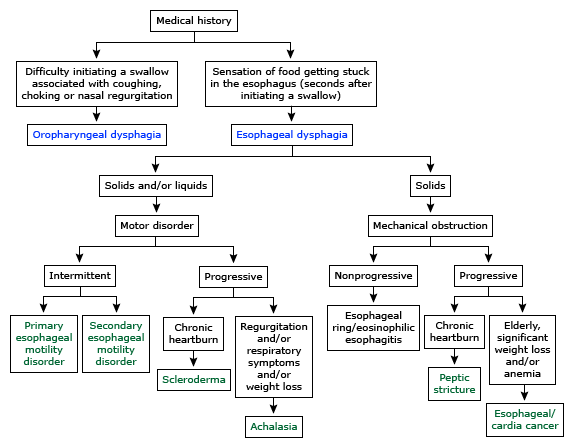 Medical history
Difficulty initiating a swallow
associated with coughing,
choking or nasal regurgitation
Sensation of food getting stuck
in the esophagus (seconds after
initiating a swallow)
Oropharyngeal dysphagia
Esophageal dysphagia
Solids and/or liquids
Solids
Motor disorder
Mechanical obstruction
Intermittent
Progressive
Nonprogressive
Progressive
Primary
esophageal
motility
disorder
Secondary
esophageal
motility
disorder
Chronic
heartburn
Regurgitation
and/or
respiratory
symptoms
and/or
weight loss
Esophageal
ring/eosinophilic
esophagitis
Chronic
heartburn
Elderly,
significant
weight loss
and/or
anemia
Scleroderma
Peptic
stricture
Achalasia
Esophageal/
cardia cancer